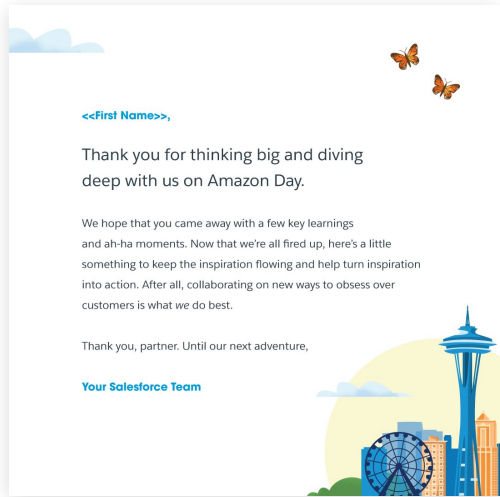 <<First Name>>,
Thank you for thinking big and diving
deep with us on Amazon Day.
We hope that you came away with a few key learnings
and ah-ha moments. Now that we're all fired up, here's a little
something to keep the inspiration flowing and help turn inspiration
into action. After all, collaborating on new ways to obsess over
customers is what we do best.
Thank you, partner. Until our next adventure,
Your Salesforce Team